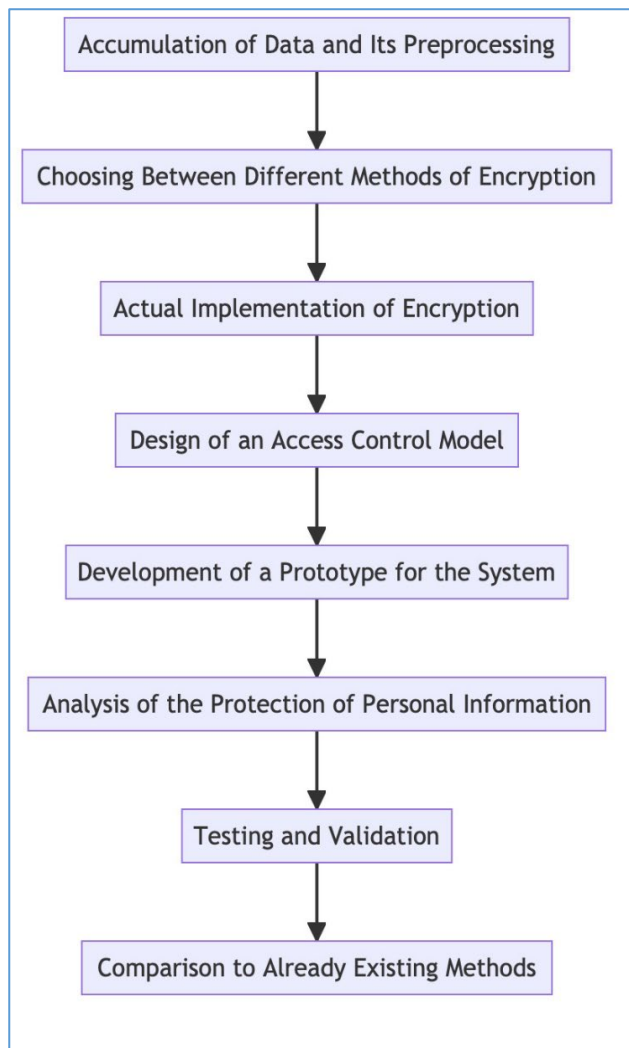 Accumulation of Data and Its Preprocessing
Choosing Between Different Methods of Encryption
Actual Implementation of Encryption
Design of an Access Control Model
Development of a Prototype for the System
Analysis of the Protection of Personal Information
Testing and Validation
Comparison to Already Existing Methods